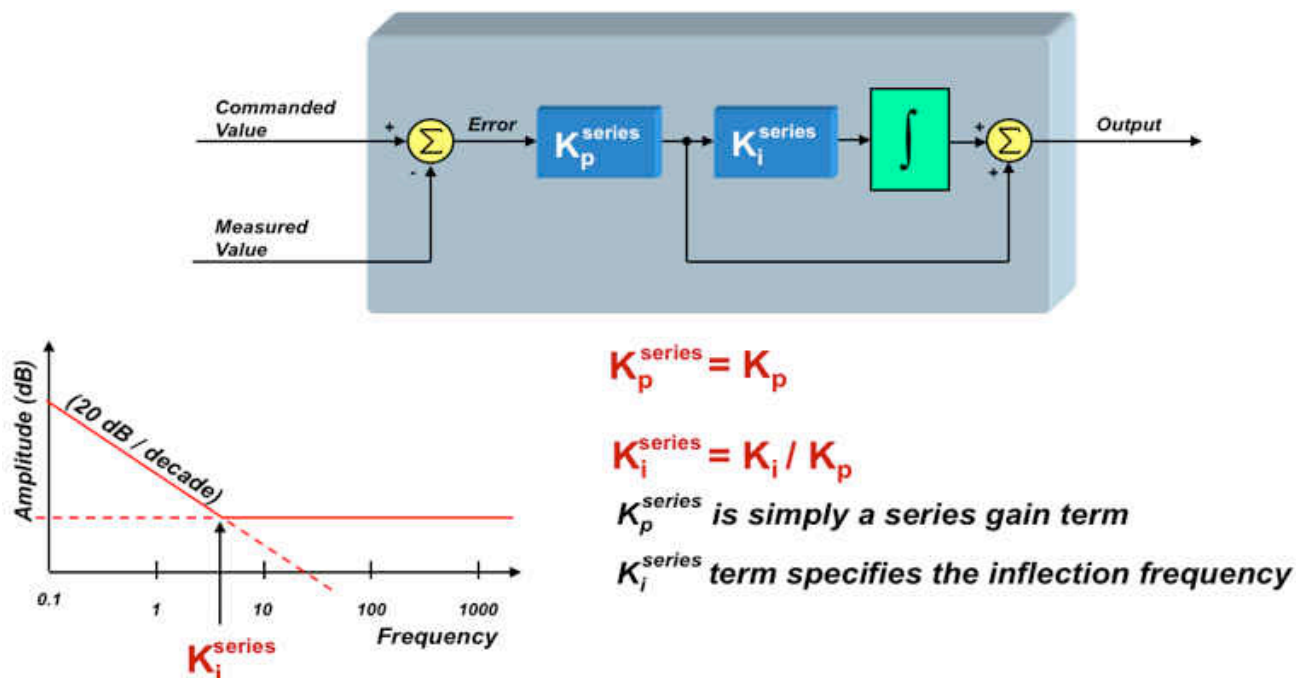 Commanded
Value
+
Σ
-
Error
K_p^series
K_i^series
∫
+
Σ
+
Output
Measured
Value
Amplitude (dB)
(20 dB / decade)
0.1
1
10
100
1000
Frequency
K_i^series
K_p^series = K_p
K_i^series = K_i / K_p
K_p^series is simply a series gain term
K_i^series term specifies the inflection frequency